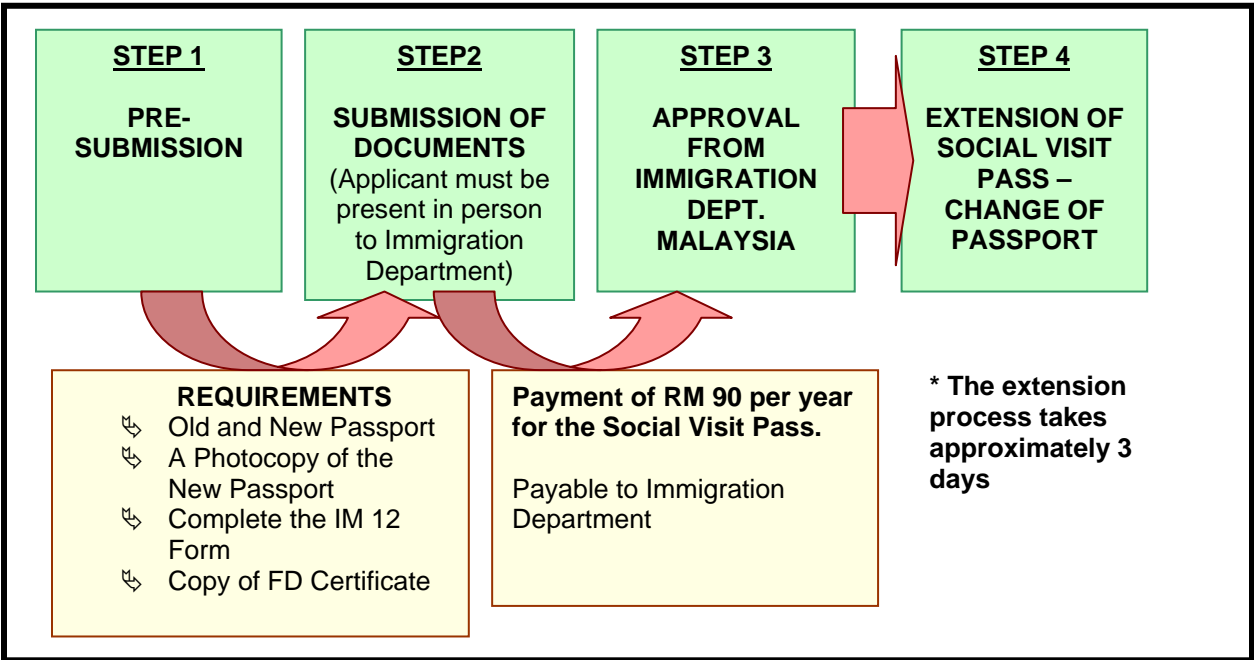 STEP 1
PRE-
SUBMISSION
STEP2
SUBMISSION OF
DOCUMENTS
(Applicant must be
present in person
to Immigration
Department)
STEP 3
APPROVAL
FROM
IMMIGRATION
DEPT.
MALAYSIA
STEP 4
EXTENSION OF
SOCIAL VISIT
PASS –
CHANGE OF
PASSPORT
REQUIREMENTS
Old and New Passport
A Photocopy of the
New Passport
Complete the IM 12
Form
Copy of FD Certificate
Payment of RM 90 per year
for the Social Visit Pass.
Payable to Immigration
Department
* The extension
process takes
approximately 3
days